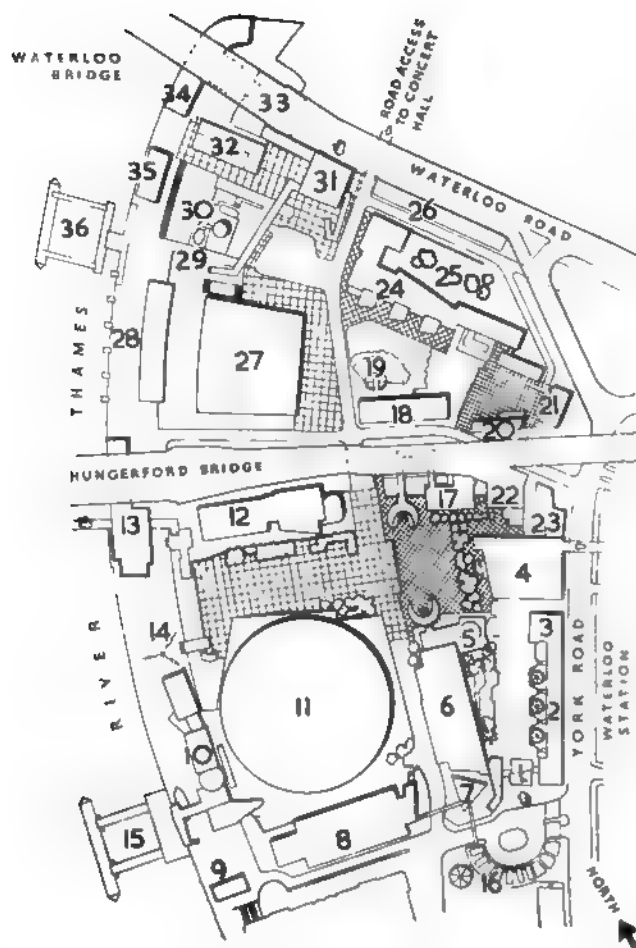 WATERLOO
BRIDGE
ROAD ACCESS
TO CONCERT
HALL
34
33
32
35
31
WATERLOO ROAD
36
30
26
29
25
24
THAMES
28
27
19
18
21
20
HUNGERFORD BRIDGE
17
22
12
13
23
4
RIVER
14
5
3
11
6
2
YORK ROAD
WATERLOO
STATION
10
1
7
15
8
9
16
NORTH